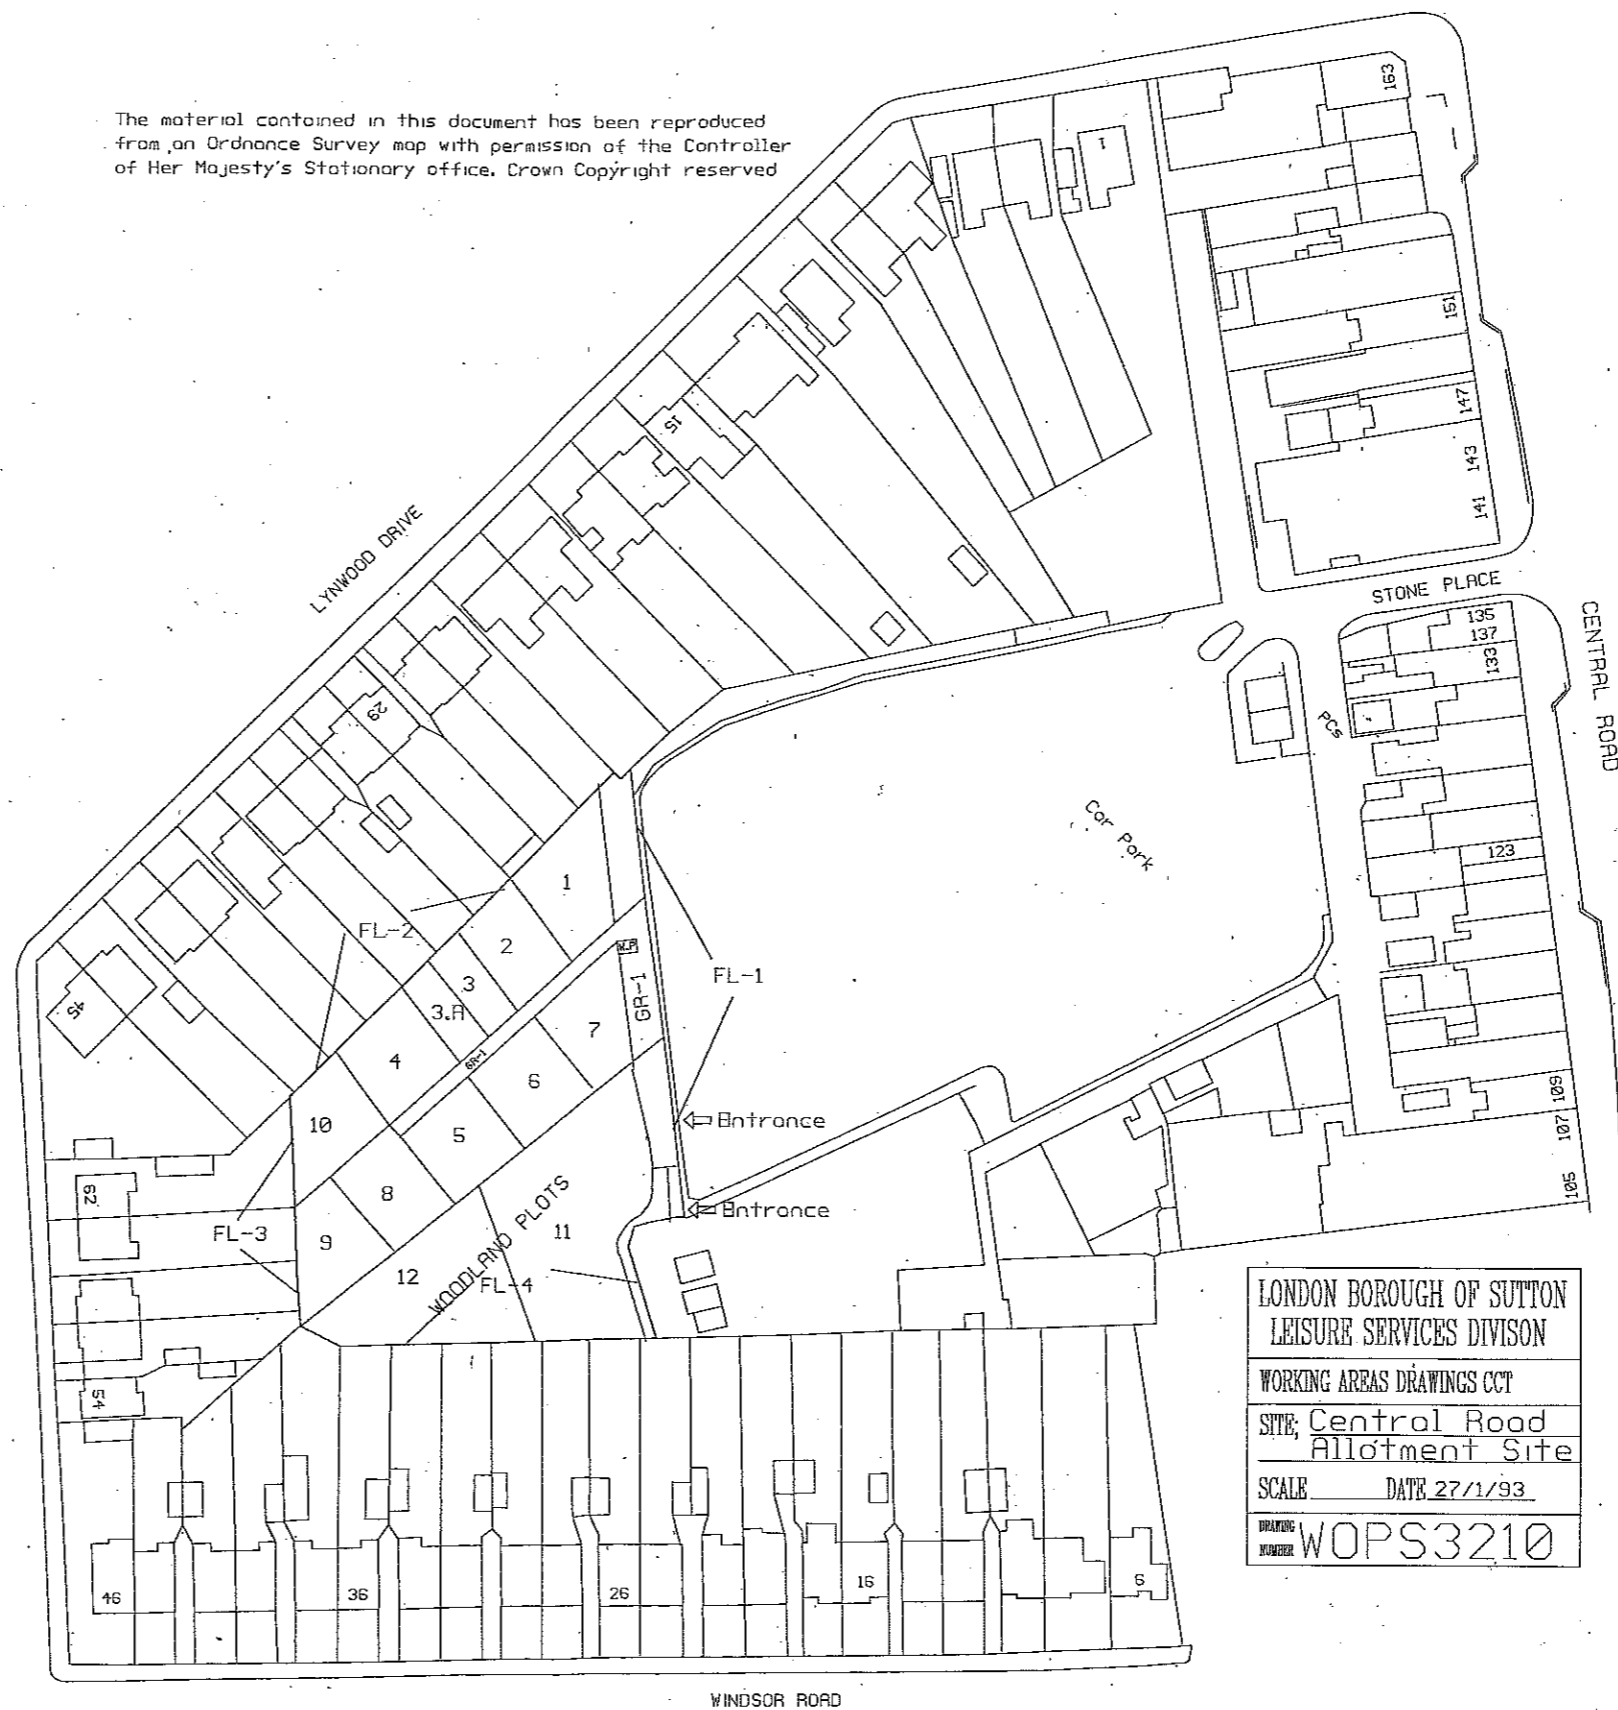 The material contained in this document has been reproduced
from an Ordnance Survey map with permission of the Controller
of Her Majesty's Stationary office. Crown Copyright reserved
163
1
151
147
143
141
15
LYNWOOD DRIVE
STONE PLACE
135
137
133
CENTRAL ROAD
PCs
29
Car Park
123
1
FL-2
2
W.P
FL-1
3
GR-1
3.A
7
45
4
GR-1
6
109
10
5
Entrance
107
62
8
WOODLAND PLOTS
Entrance
105
FL-3
9
11
12
FL-4
54
46
36
26
16
6
WINDSOR ROAD
LONDON BOROUGH OF SUTTON
LEISURE SERVICES DIVISON
WORKING AREAS DRAWINGS CCT
SITE; Central Road
Allotment Site
SCALE DATE 27/1/93
DRAWING
NUMBER WOPS3210